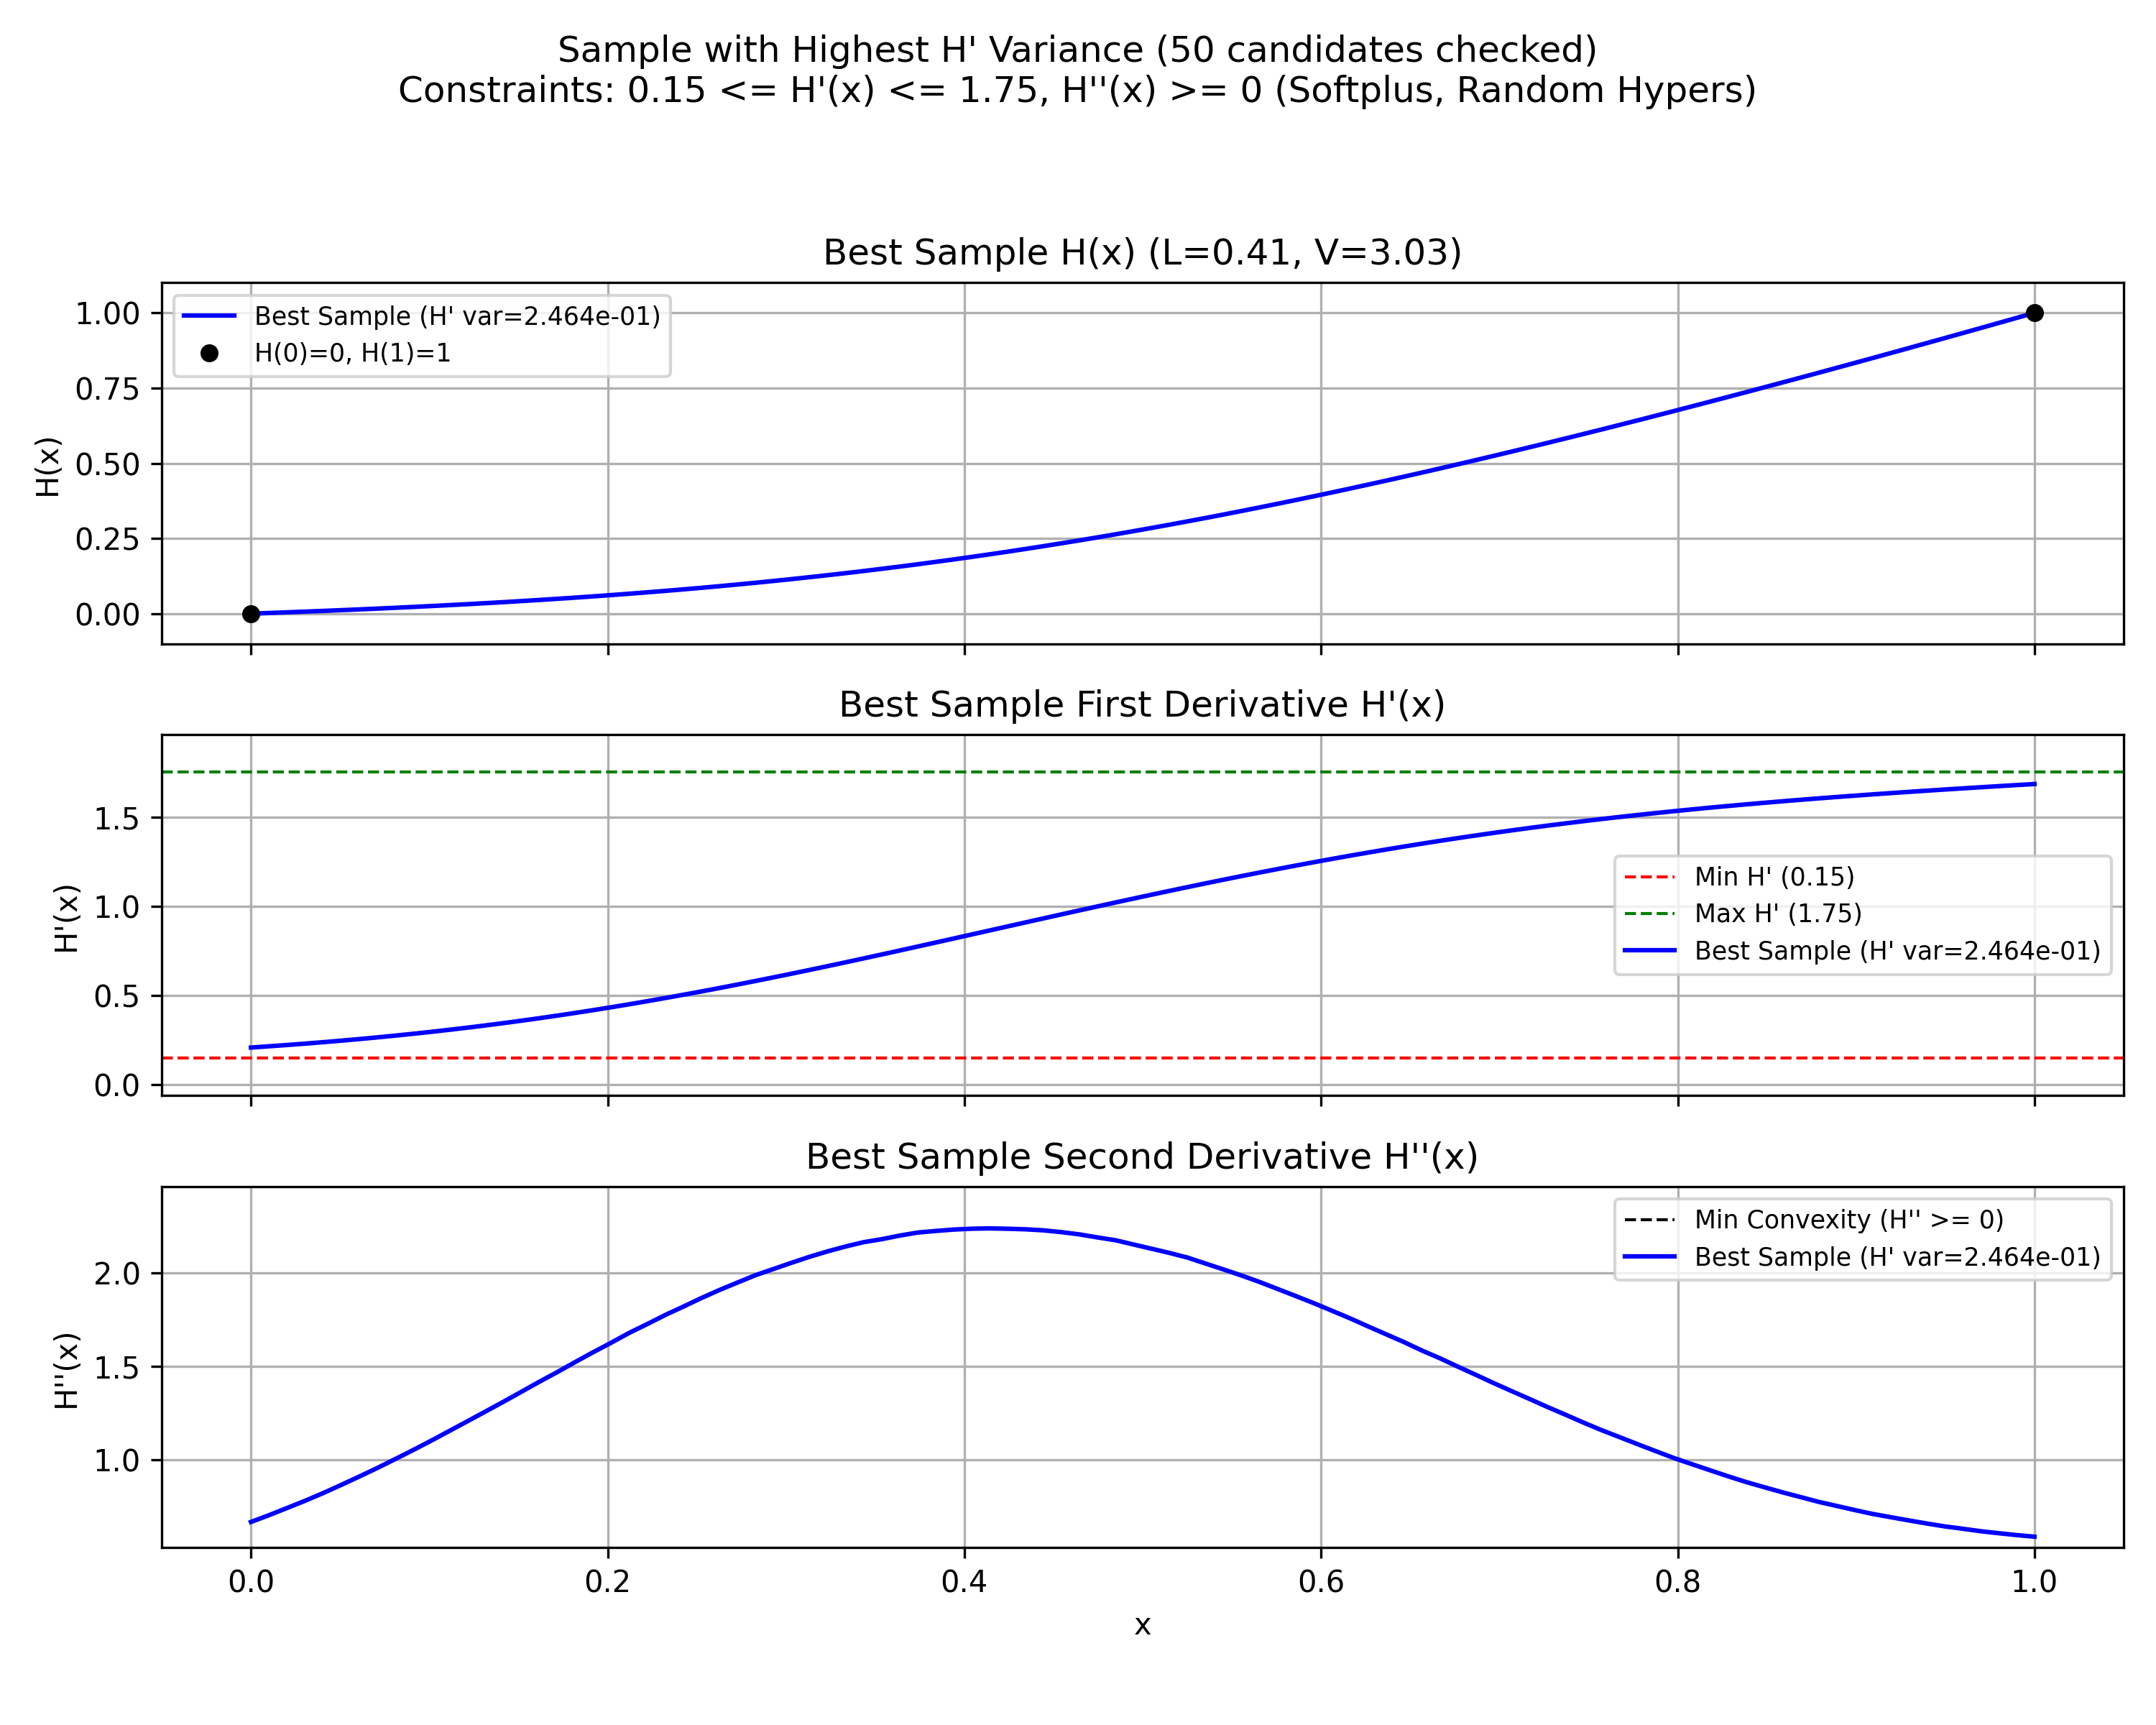 Sample with Highest H' Variance (50 candidates checked)
Constraints: 0.15 <= H'(x) <= 1.75, H''(x) >= 0 (Softplus, Random Hypers)
Best Sample H(x) (L=0.41, V=3.03)
1.00
0.75
0.50
0.25
0.00
H(x)
Best Sample (H' var=2.464e-01)
H(0)=0, H(1)=1
Best Sample First Derivative H'(x)
1.5
1.0
0.5
0.0
H'(x)
Min H' (0.15)
Max H' (1.75)
Best Sample (H' var=2.464e-01)
Best Sample Second Derivative H''(x)
2.0
1.5
1.0
H''(x)
Min Convexity (H'' >= 0)
Best Sample (H' var=2.464e-01)
0.0 0.2 0.4 0.6 0.8 1.0
x